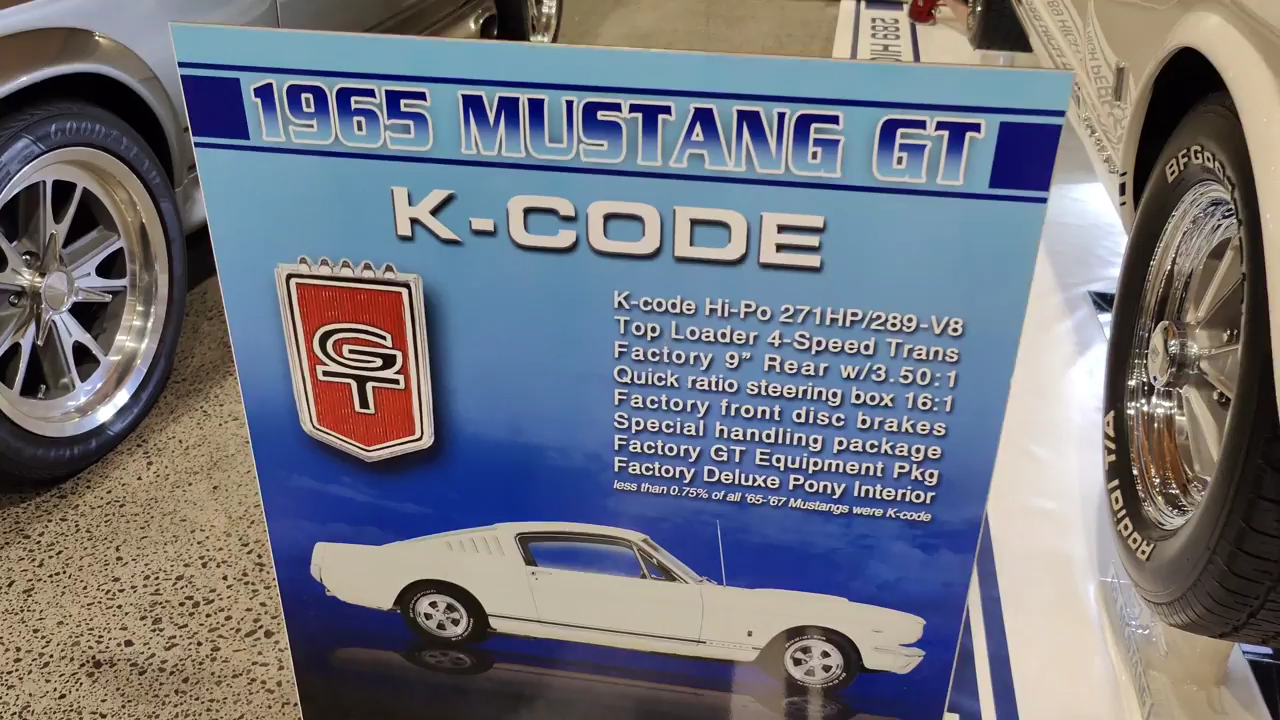 1965 MUSTANG GT
K-CODE
GT
K-code Hi-Po 271HP/289-V8
Top Loader 4-Speed Trans
Factory 9” Rear w/3.50:1
Quick ratio steering box 16:1
Factory front disc brakes
Special handling package
Factory GT Equipment Pkg
Factory Deluxe Pony Interior
less than 0.75% of all '65-'67 Mustangs were K-code
GOODYEAR
289 HIG
Radial T/A